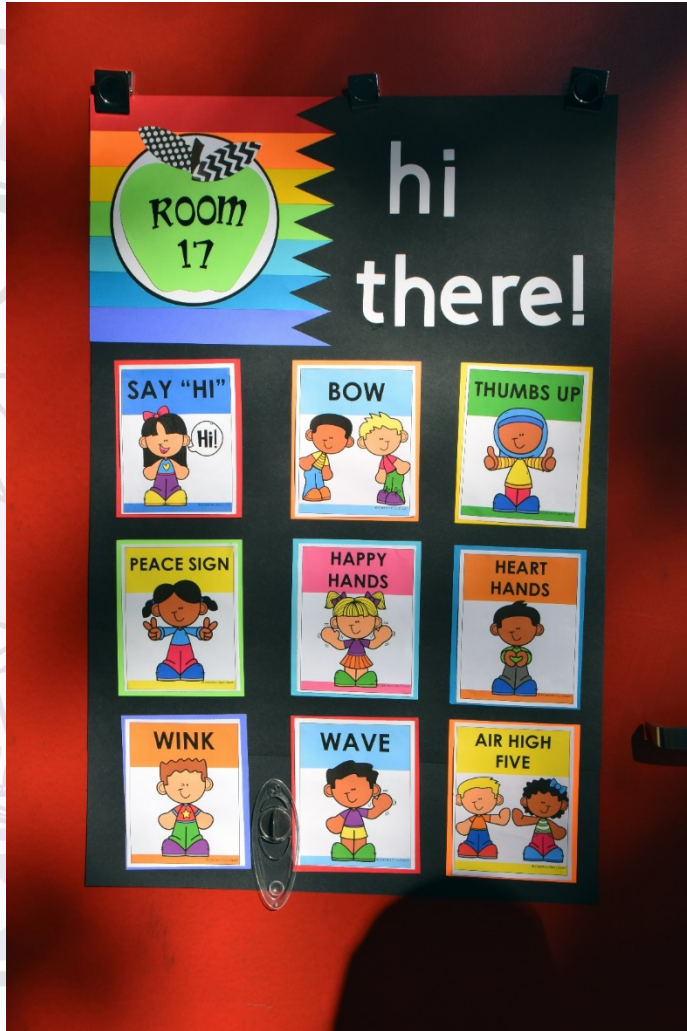 ROOM
17
hi
there!
SAY “HI”
Hi!
BOW
THUMBS UP
PEACE SIGN
HAPPY
HANDS
HEART
HANDS
WINK
WAVE
AIR HIGH
FIVE